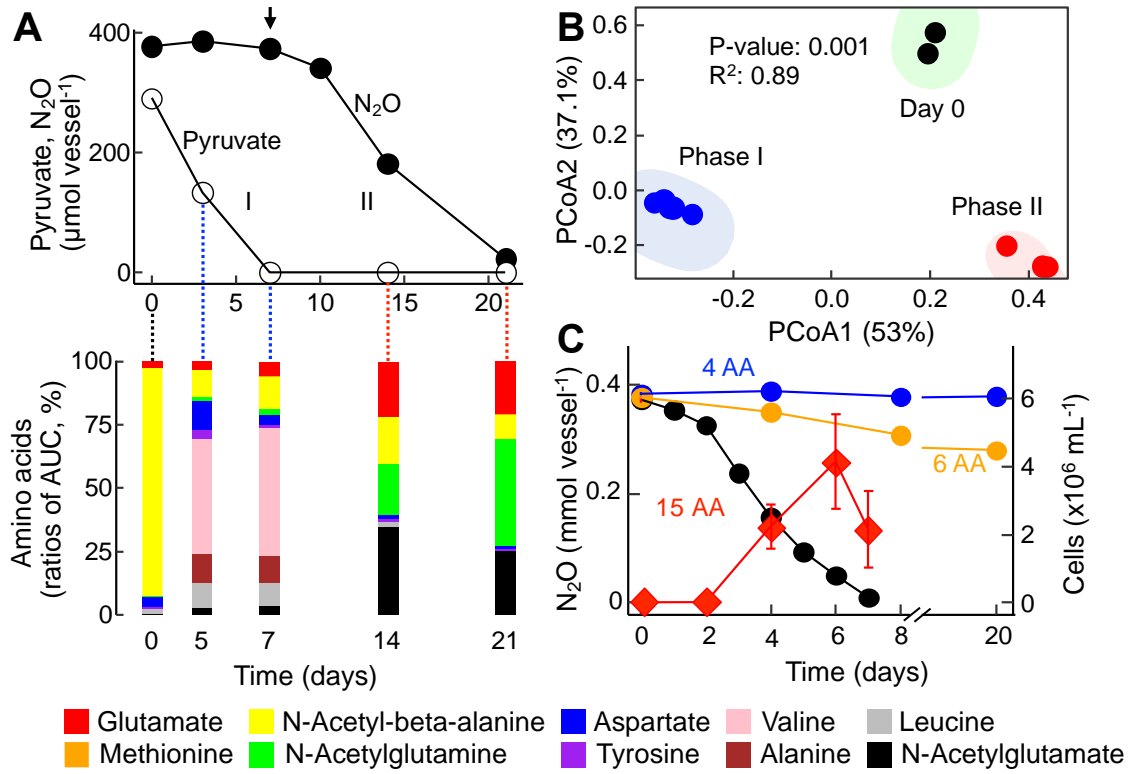 A
Pyruvate, N2O
(µmol vessel-1)
400
200
0
N2O
Pyruvate
I
II
0
5
10
15
20
Amino acids
(ratios of AUC, %)
100
75
50
25
0
0
5
7
14
21
Time (days)
B
PCoA2 (37.1%)
0.6
0.4
0.2
0.0
-0.2
P-value: 0.001
R2: 0.89
Day 0
Phase I
Phase II
-0.2
0.0
0.2
0.4
PCoA1 (53%)
C
N2O (mmol vessel-1)
0.4
0.2
0
4 AA
6 AA
15 AA
6
4
2
0
Cells (x10^6 mL-1)
0
2
4
6
8
20
Time (days)
Glutamate
N-Acetyl-beta-alanine
Aspartate
Valine
Leucine
Methionine
N-Acetylglutamine
Tyrosine
Alanine
N-Acetylglutamate